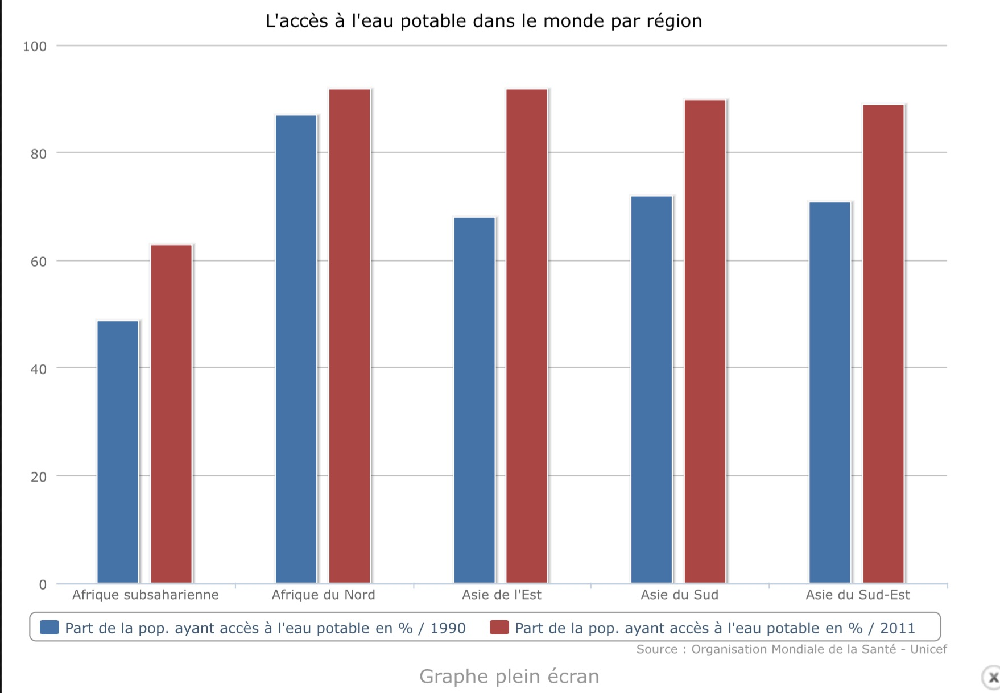 L'accès à l'eau potable dans le monde par région
100
80
60
40
20
0
Afrique subsaharienne Afrique du Nord Asie de l'Est Asie du Sud Asie du Sud-Est
Part de la pop. ayant accès à l'eau potable en % / 1990 Part de la pop. ayant accès à l'eau potable en % / 2011
Source : Organisation Mondiale de la Santé - Unicef
Graphe plein écran
x